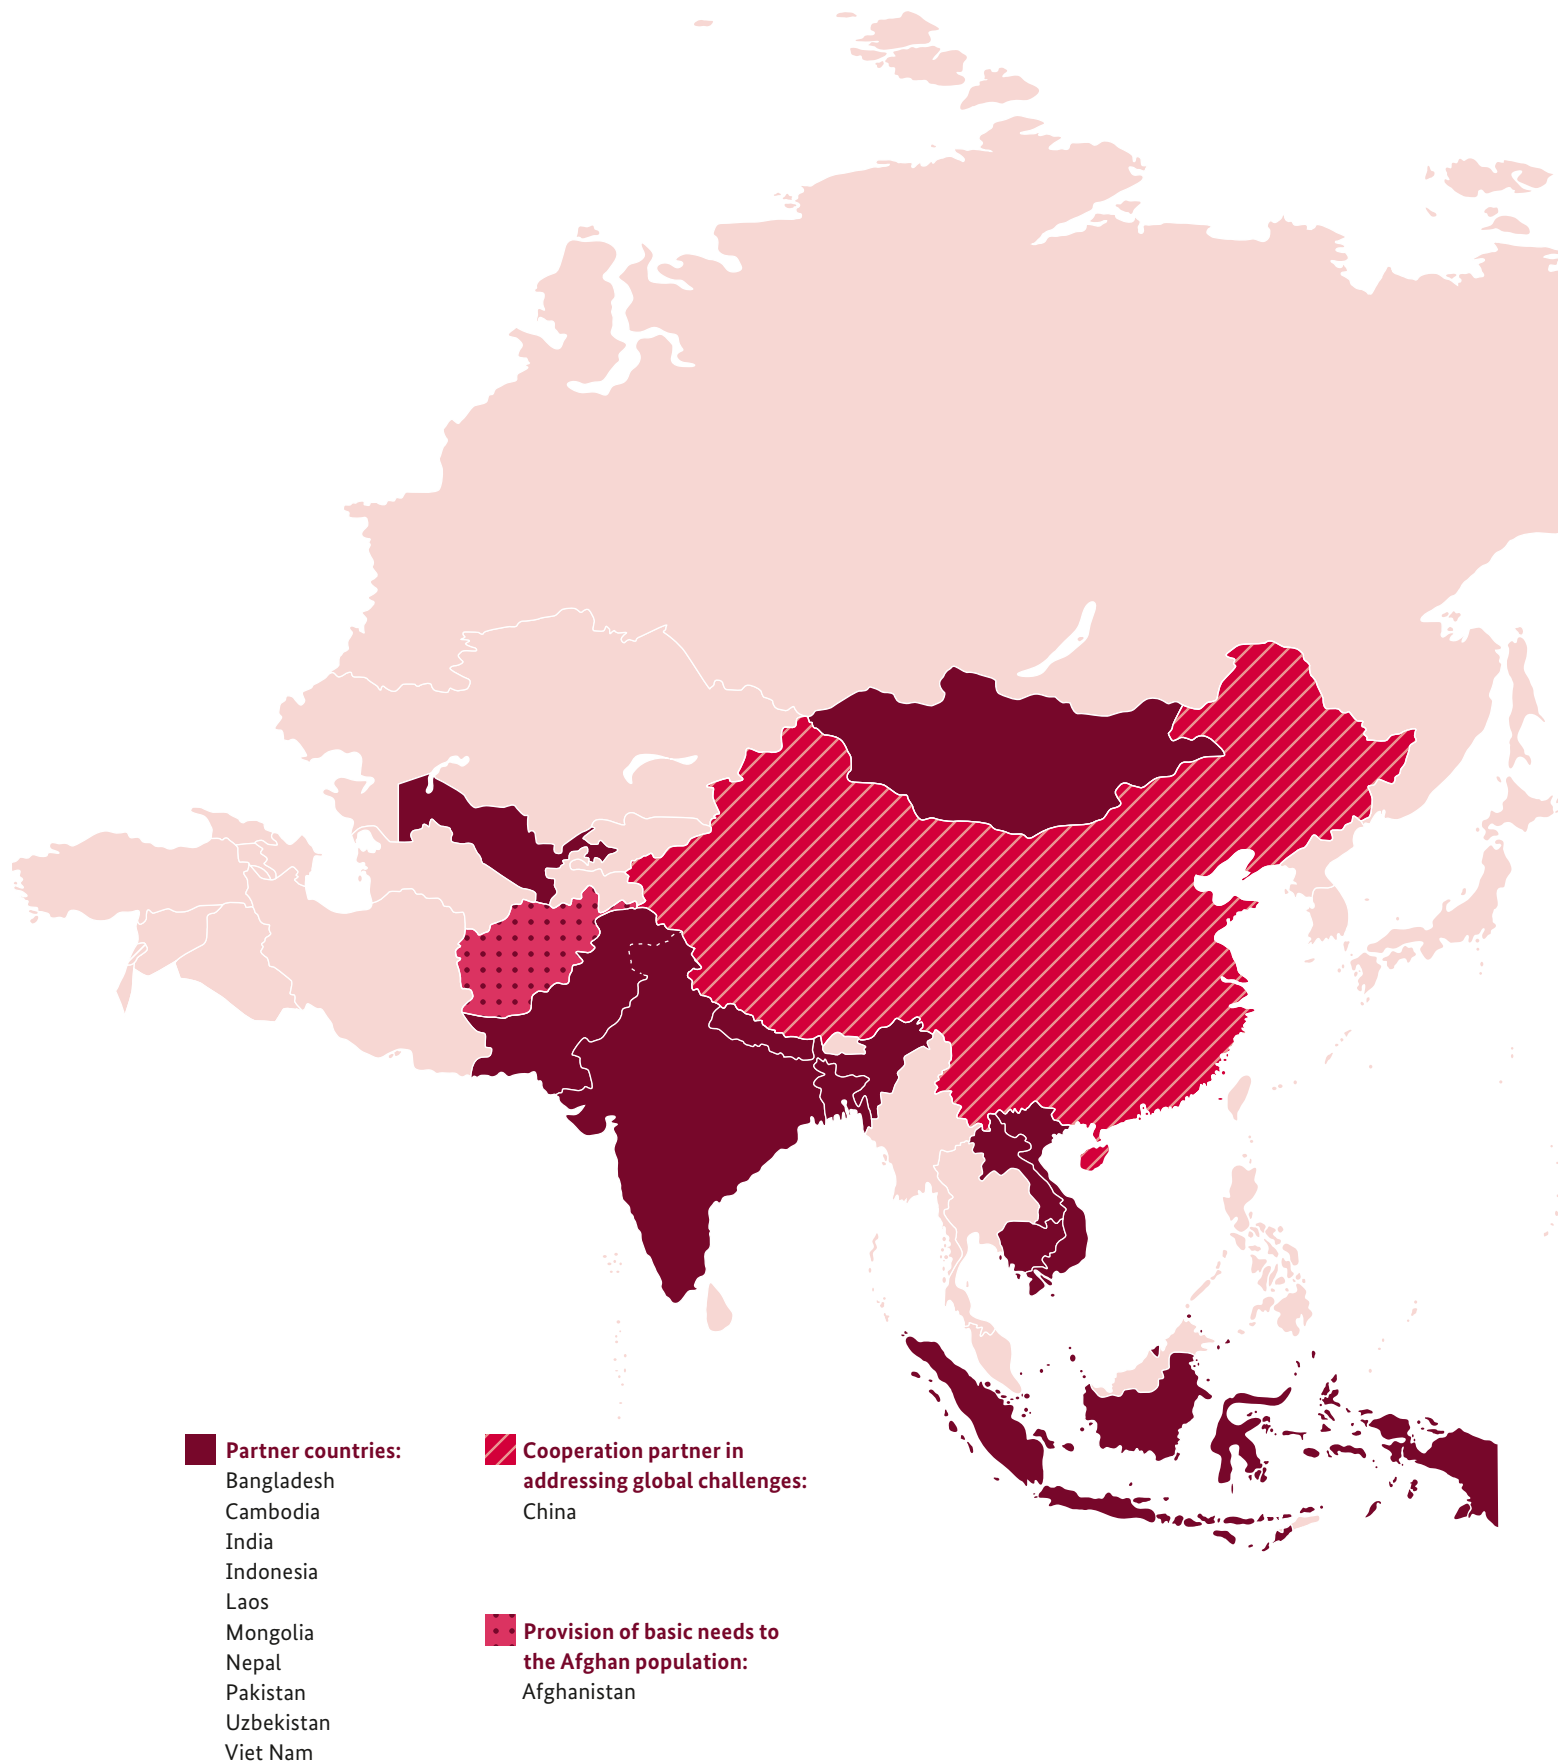 Partner countries:
Bangladesh
Cambodia
India
Indonesia
Laos
Mongolia
Nepal
Pakistan
Uzbekistan
Viet Nam
Cooperation partner in
addressing global challenges:
China
Provision of basic needs to
the Afghan population:
Afghanistan